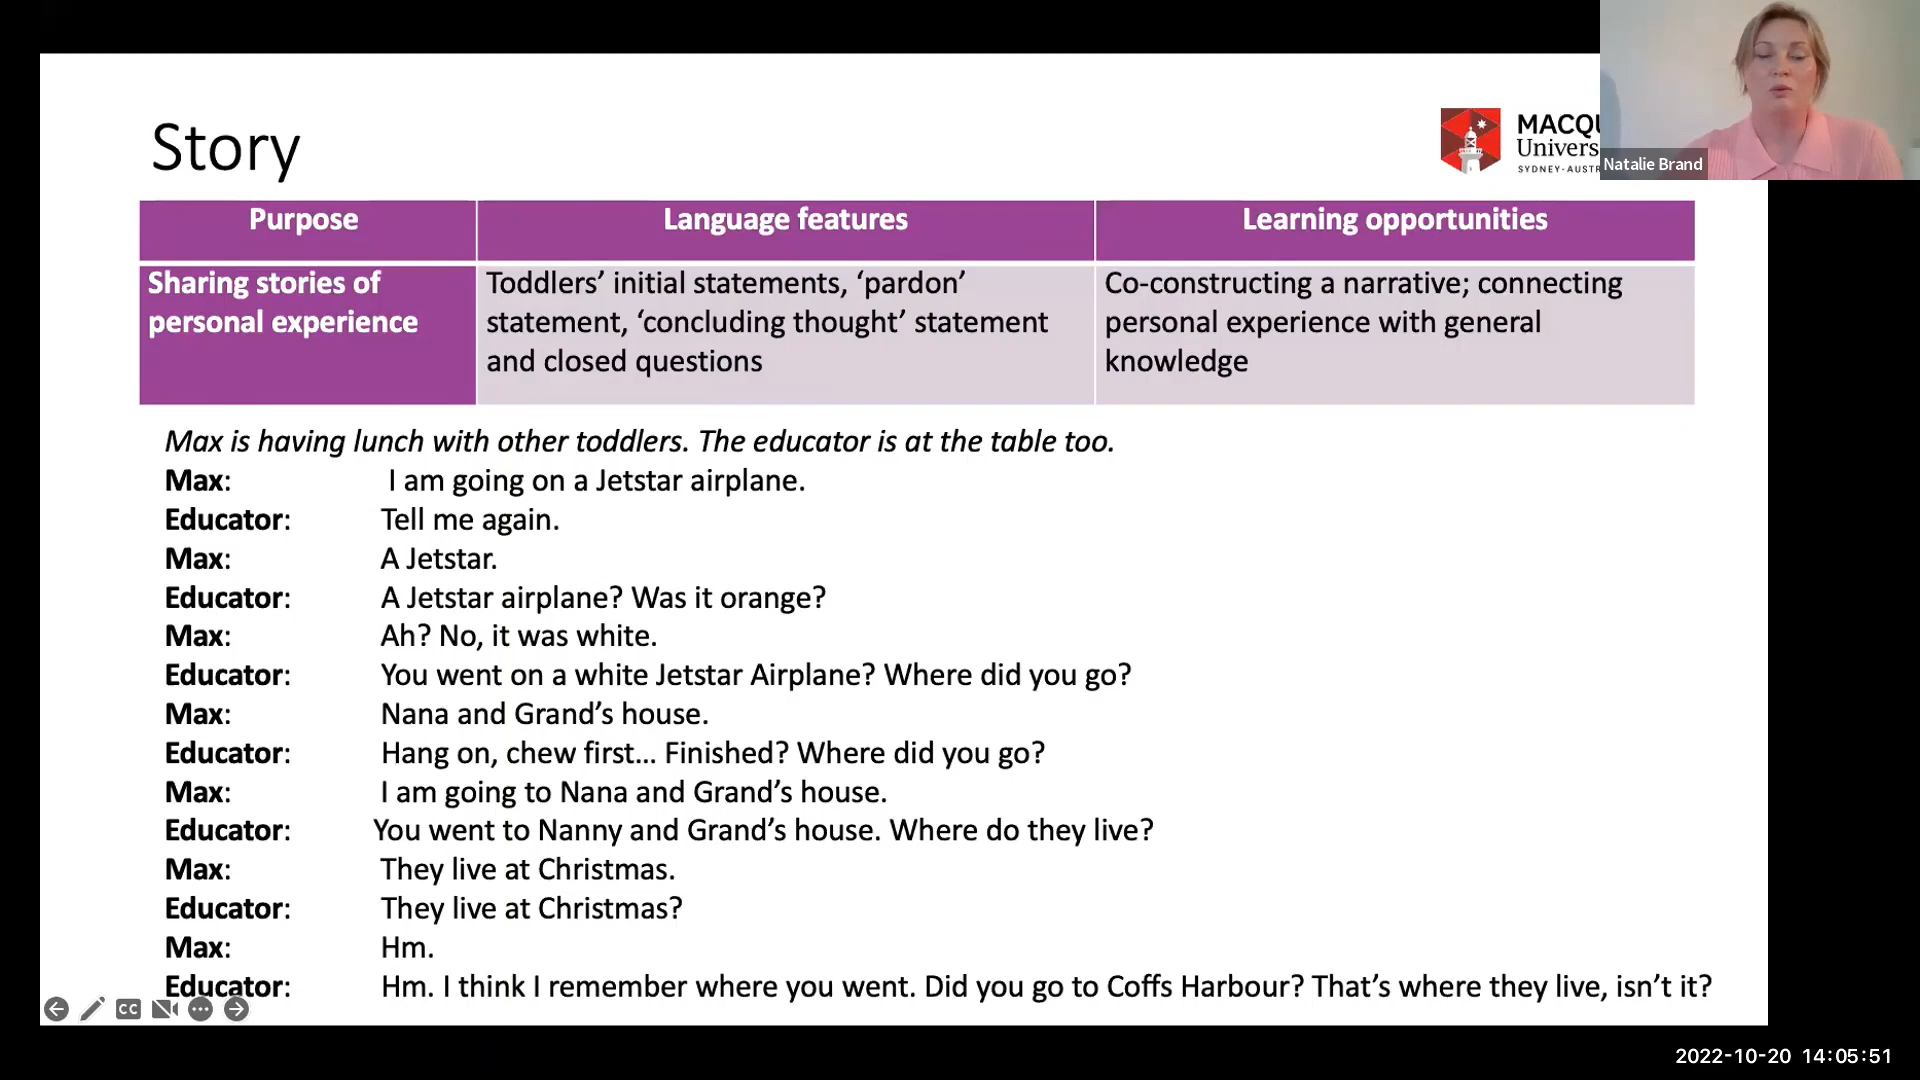 Story
MACQU
Univers
SYDNEY-AUSTR
Natalie Brand
Purpose
Language features
Learning opportunities
Sharing stories of
personal experience
Toddlers’ initial statements, ‘pardon’
statement, ‘concluding thought’ statement
and closed questions
Co-constructing a narrative; connecting
personal experience with general
knowledge
Max is having lunch with other toddlers. The educator is at the table too.
Max: I am going on a Jetstar airplane.
Educator: Tell me again.
Max: A Jetstar.
Educator: A Jetstar airplane? Was it orange?
Max: Ah? No, it was white.
Educator: You went on a white Jetstar Airplane? Where did you go?
Max: Nana and Grand’s house.
Educator: Hang on, chew first... Finished? Where did you go?
Max: I am going to Nana and Grand’s house.
Educator: You went to Nanny and Grand’s house. Where do they live?
Max: They live at Christmas.
Educator: They live at Christmas?
Max: Hm.
Educator: Hm. I think I remember where you went. Did you go to Coffs Harbour? That’s where they live, isn’t it?
CC
2022-10-20 14:05:51